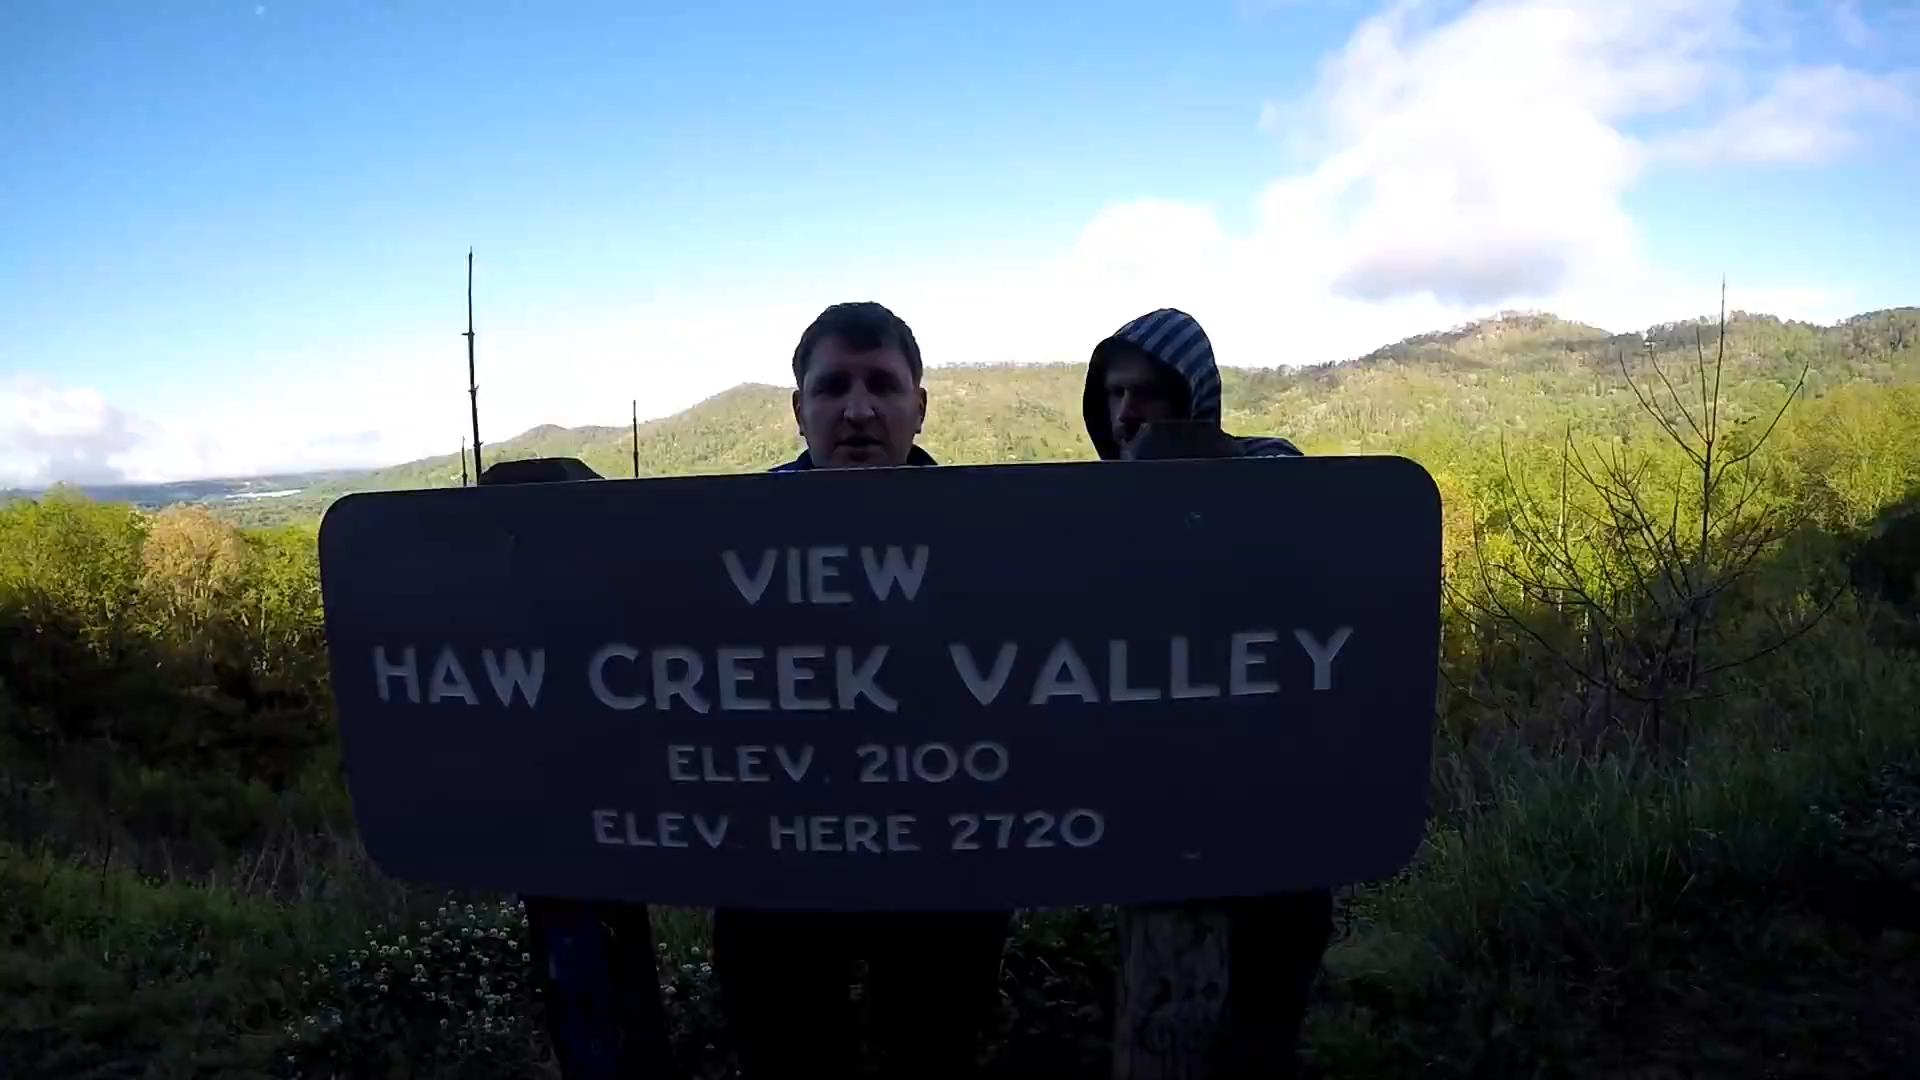 VIEW
HAW CREEK VALLEY
ELEV. 2100
ELEV. HERE 2720